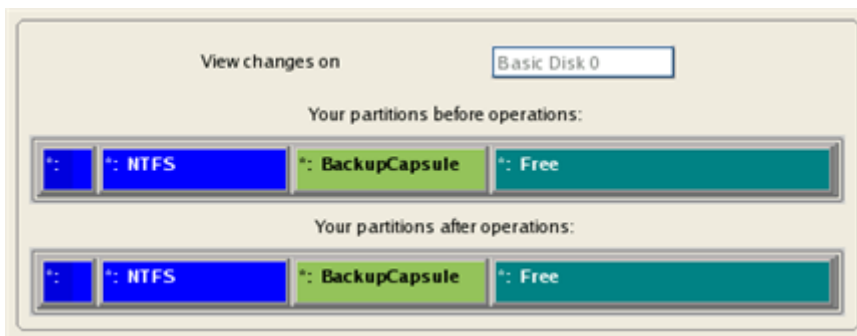 View changes on Basic Disk 0
Your partitions before operations:
*: *: NTFS *: BackupCapsule *: Free
Your partitions after operations:
*: *: NTFS *: BackupCapsule *: Free